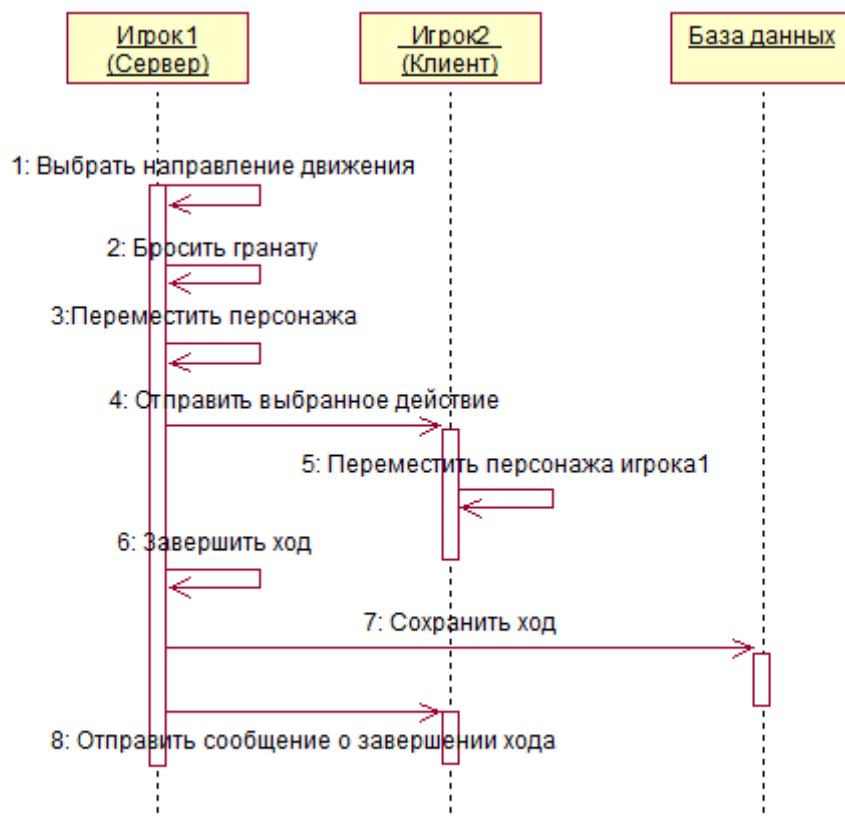 Игрок1
(Сервер)
Игрок2
(Клиент)
База данных
1: Выбрать направление движения
2: Бросить гранату
3:Переместить персонажа
4: Отправить выбранное действие
5: Переместить персонажа игрока1
6: Завершить ход
7: Сохранить ход
8: Отправить сообщение о завершении хода